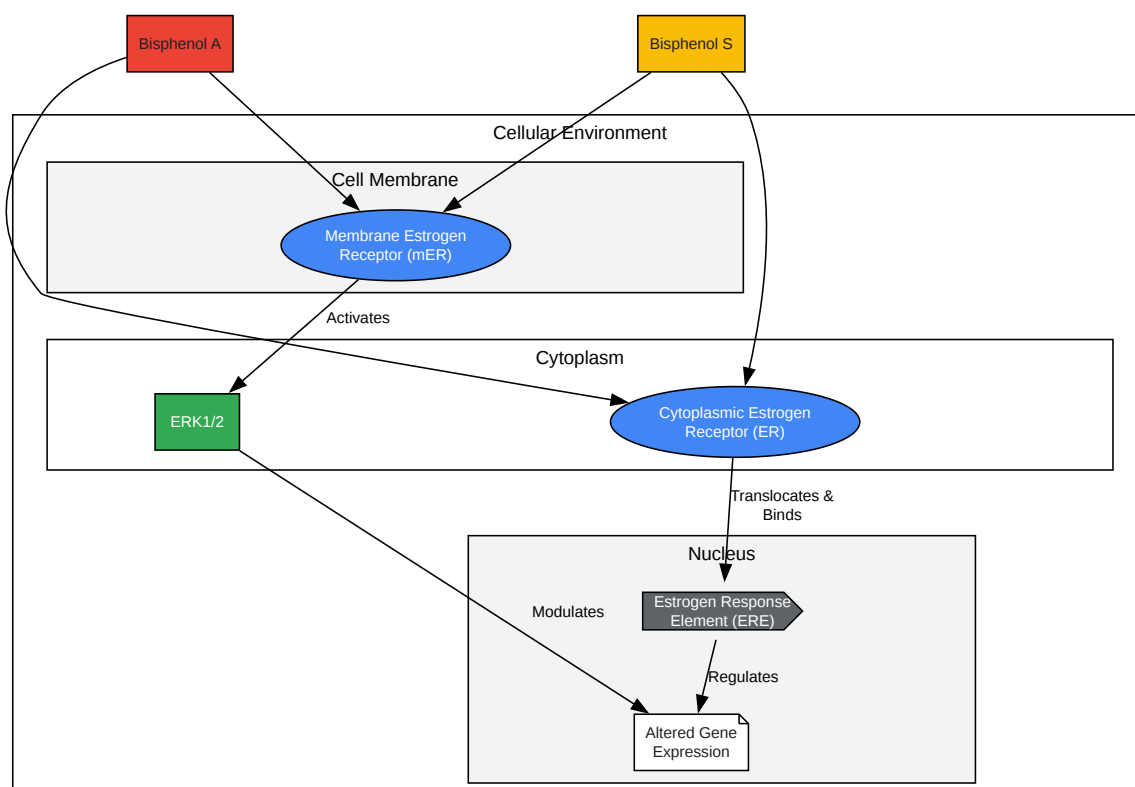 Bisphenol A
Bisphenol S
Cellular Environment
Cell Membrane
Membrane Estrogen
Receptor (mER)
Activates
Cytoplasm
ERK1/2
Cytoplasmic Estrogen
Receptor (ER)
Translocates &
Binds
Nucleus
Estrogen Response
Element (ERE)
Modulates
Regulates
Altered Gene
Expression